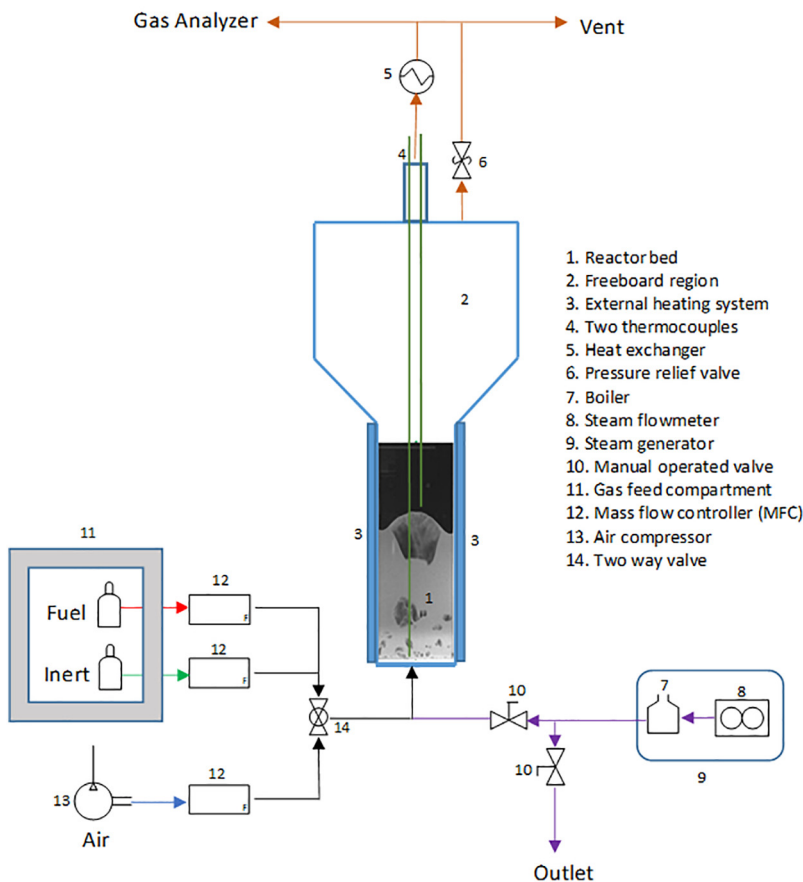 Gas Analyzer
Vent
5
4
6
2
1. Reactor bed
2. Freeboard region
3. External heating system
4. Two thermocouples
5. Heat exchanger
6. Pressure relief valve
7. Boiler
8. Steam flowmeter
9. Steam generator
10. Manual operated valve
11. Gas feed compartment
12. Mass flow controller (MFC)
13. Air compressor
14. Two way valve
11
3
3
12
1
Fuel
F
12
Inert
F
10
7
8
14
12
10
9
13
F
Air
Outlet